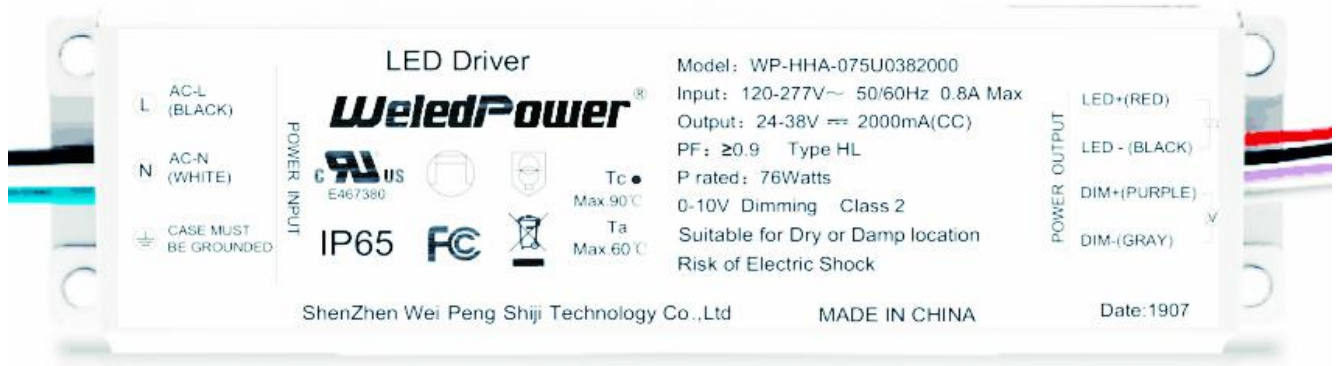 L
AC-L
(BLACK)
N
AC-N
(WHITE)
CASE MUST
BE GROUNDED
POWER INPUT
LED Driver
WeledPower®
c RU US
E467380
IP65
FC
Tc
Max.90℃
Ta
Max.60℃
Model: WP-HHA-075U0382000
Input: 120-277V~ 50/60Hz 0.8A Max
Output: 24-38V ⎓ 2000mA(CC)
PF: ≥0.9 Type HL
P rated: 76Watts
0-10V Dimming Class 2
Suitable for Dry or Damp location
Risk of Electric Shock
POWER OUTPUT
LED+(RED)
LED - (BLACK)
DIM+(PURPLE)
DIM-(GRAY)
V
ShenZhen Wei Peng Shiji Technology Co.,Ltd
MADE IN CHINA
Date:1907